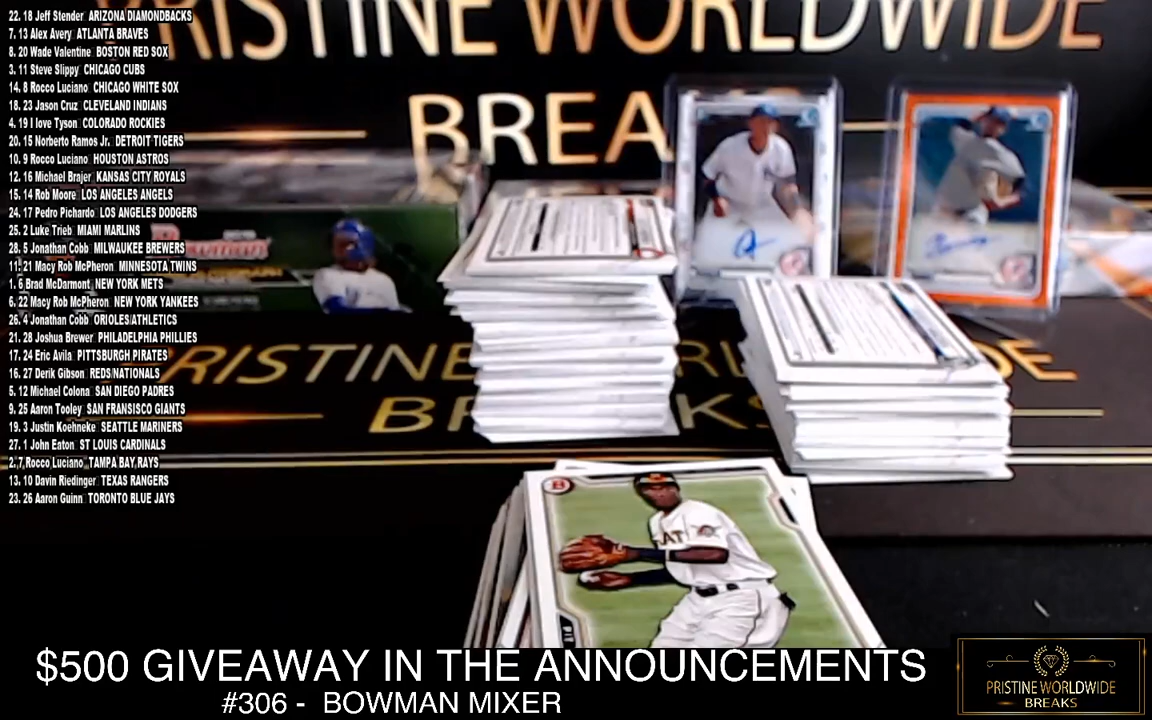 PRISTINE WORLDWIDE
BREA
22. 18 Jeff Stender ARIZONA DIAMONDBACKS
7. 13 Alex Avery ATLANTA BRAVES
8. 20 Wade Valentine BOSTON RED SOX
3. 11 Steve Slippy CHICAGO CUBS
14. 8 Rocco Luciano CHICAGO WHITE SOX
18. 23 Jason Cruz CLEVELAND INDIANS
4. 19 I love Tyson COLORADO ROCKIES
20. 15 Norberto Ramos Jr. DETROIT TIGERS
10. 9 Rocco Luciano HOUSTON ASTROS
12. 16 Michael Brajer KANSAS CITY ROYALS
15. 14 Rob Moore LOS ANGELES ANGELS
24. 17 Pedro Pichardo LOS ANGELES DODGERS
25. 2 Luke Trieb MIAMI MARLINS
28. 5 Jonathan Cobb MILWAUKEE BREWERS
11. 21 Macy Rob McPheron MINNESOTA TWINS
1. 6 Brad McDarmont NEW YORK METS
6. 22 Macy Rob McPheron NEW YORK YANKEES
26. 4 Jonathan Cobb ORIOLES/ATHLETICS
21. 28 Joshua Brewer PHILADELPHIA PHILLIES
17. 24 Eric Avila PITTSBURGH PIRATES
16. 27 Derik Gibson REDS/NATIONALS
5. 12 Michael Colona SAN DIEGO PADRES
9. 25 Aaron Tooley SAN FRANSISCO GIANTS
19. 3 Justin Koehneke SEATTLE MARINERS
27. 1 John Eaton ST LOUIS CARDINALS
2. 7 Rocco Luciano TAMPA BAY RAYS
13. 10 Davin Riedinger TEXAS RANGERS
23. 26 Aaron Guinn TORONTO BLUE JAYS
Bowman
PRISTINE
BR
B
PIT
$500 GIVEAWAY IN THE ANNOUNCEMENTS
#306 - BOWMAN MIXER
PRISTINE WORLDWIDE
BREAKS